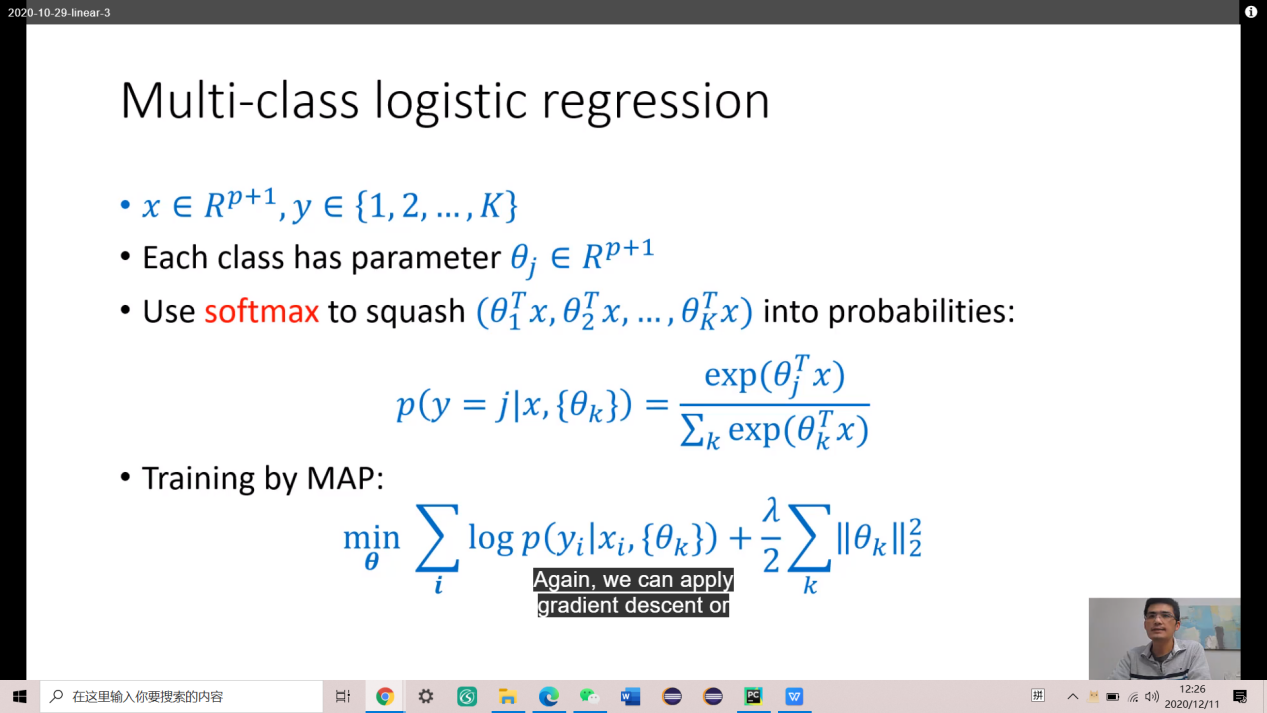 2020-10-29-linear-3
Multi-class logistic regression
• x ∈ R^{p+1}, y ∈ {1, 2, …, K}
• Each class has parameter θ_j ∈ R^{p+1}
• Use softmax to squash (θ_1^T x, θ_2^T x, … , θ_K^T x) into probabilities:
p(y = j|x, {θ_k}) = exp(θ_j^T x) / ∑_k exp(θ_k^T x)
• Training by MAP:
min_θ ∑_i log p(y_i|x_i, {θ_k}) + λ/2 ∑_k ‖θ_k‖_2^2
Again, we can apply
gradient descent or
在这里输入你要搜索的内容
拼
12:26
2020/12/11